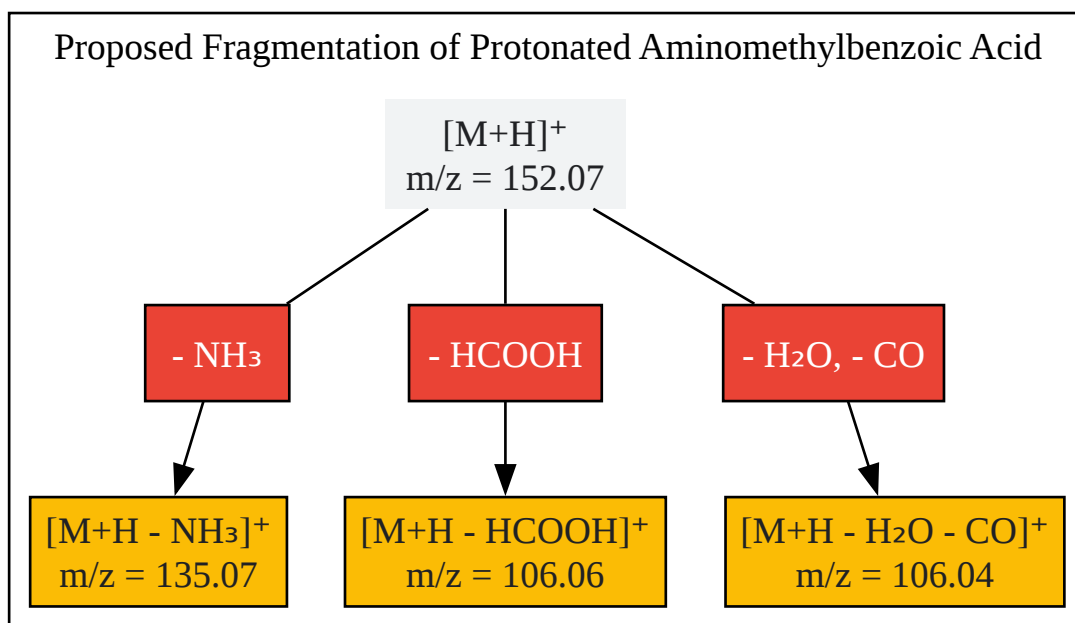 Proposed Fragmentation of Protonated Aminomethylbenzoic Acid
[M+H]⁺
m/z = 152.07
- NH₃
- HCOOH
- H₂O, - CO
[M+H - NH₃]⁺
m/z = 135.07
[M+H - HCOOH]⁺
m/z = 106.06
[M+H - H₂O - CO]⁺
m/z = 106.04